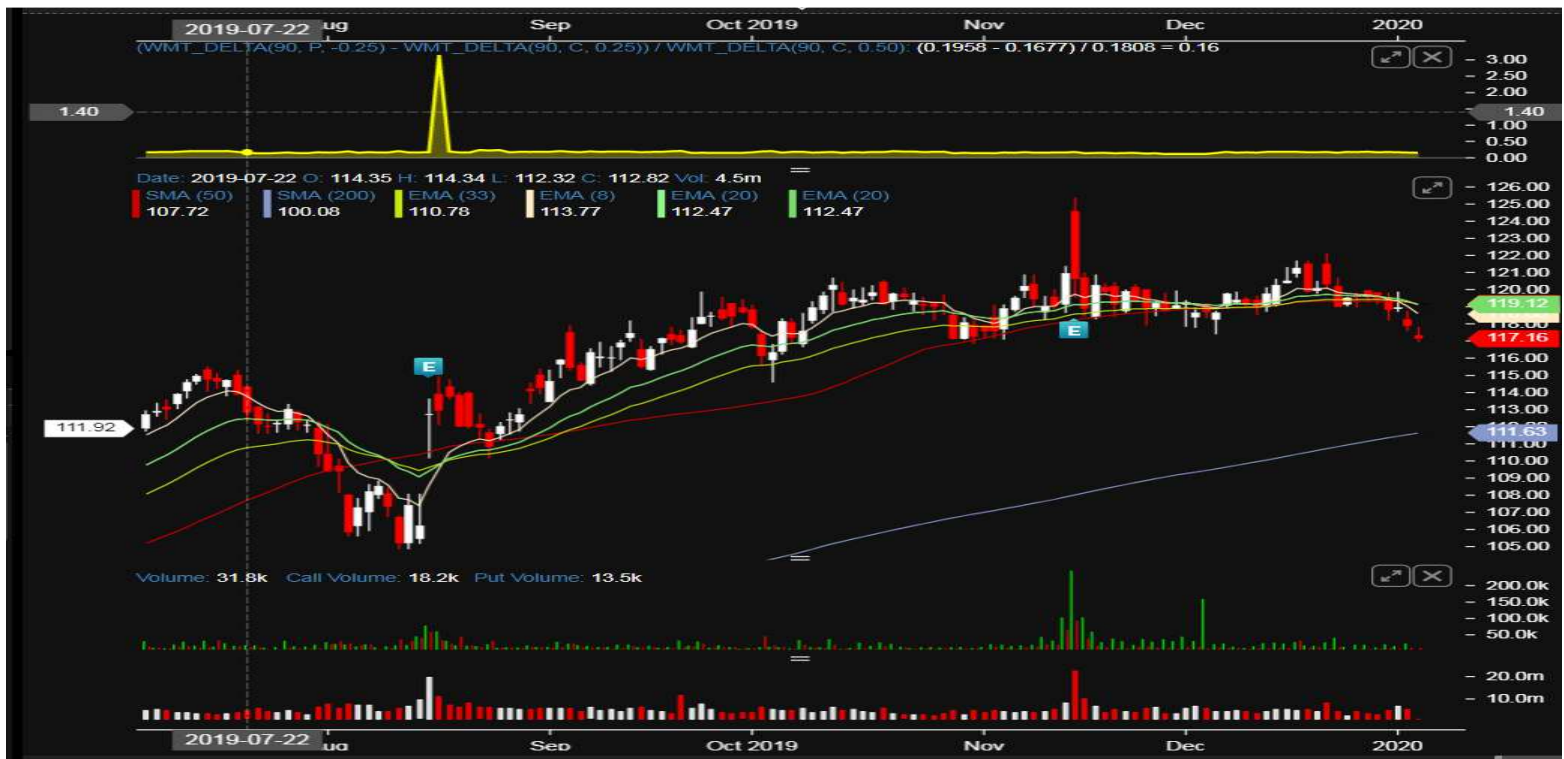 2019-07-22 ug Sep Oct 2019 Nov Dec 2020
(WMT_DELTA(90, P, -0.25) - WMT_DELTA(90, C, 0.25)) / WMT_DELTA(90, C, 0.50): (0.1958 - 0.1677) / 0.1808 = 0.16
3.00
2.50
2.00
1.40 1.40
1.00
0.50
0.00
Date: 2019-07-22 O: 114.35 H: 114.34 L: 112.32 C: 112.82 Vol: 4.5m
SMA (50) SMA (200) EMA (33) EMA (8) EMA (20) EMA (20)
107.72 100.08 110.78 113.77 112.47 112.47
126.00
125.00
124.00
123.00
122.00
121.00
120.00
119.12
118.00
117.16
116.00
E
115.00
114.00
113.00
111.92
111.63
111.00
110.00
109.00
108.00
107.00
106.00
105.00
E
Volume: 31.8k Call Volume: 18.2k Put Volume: 13.5k
200.0k
150.0k
100.0k
50.0k
20.0m
10.0m
2019-07-22 ug Sep Oct 2019 Nov Dec 2020